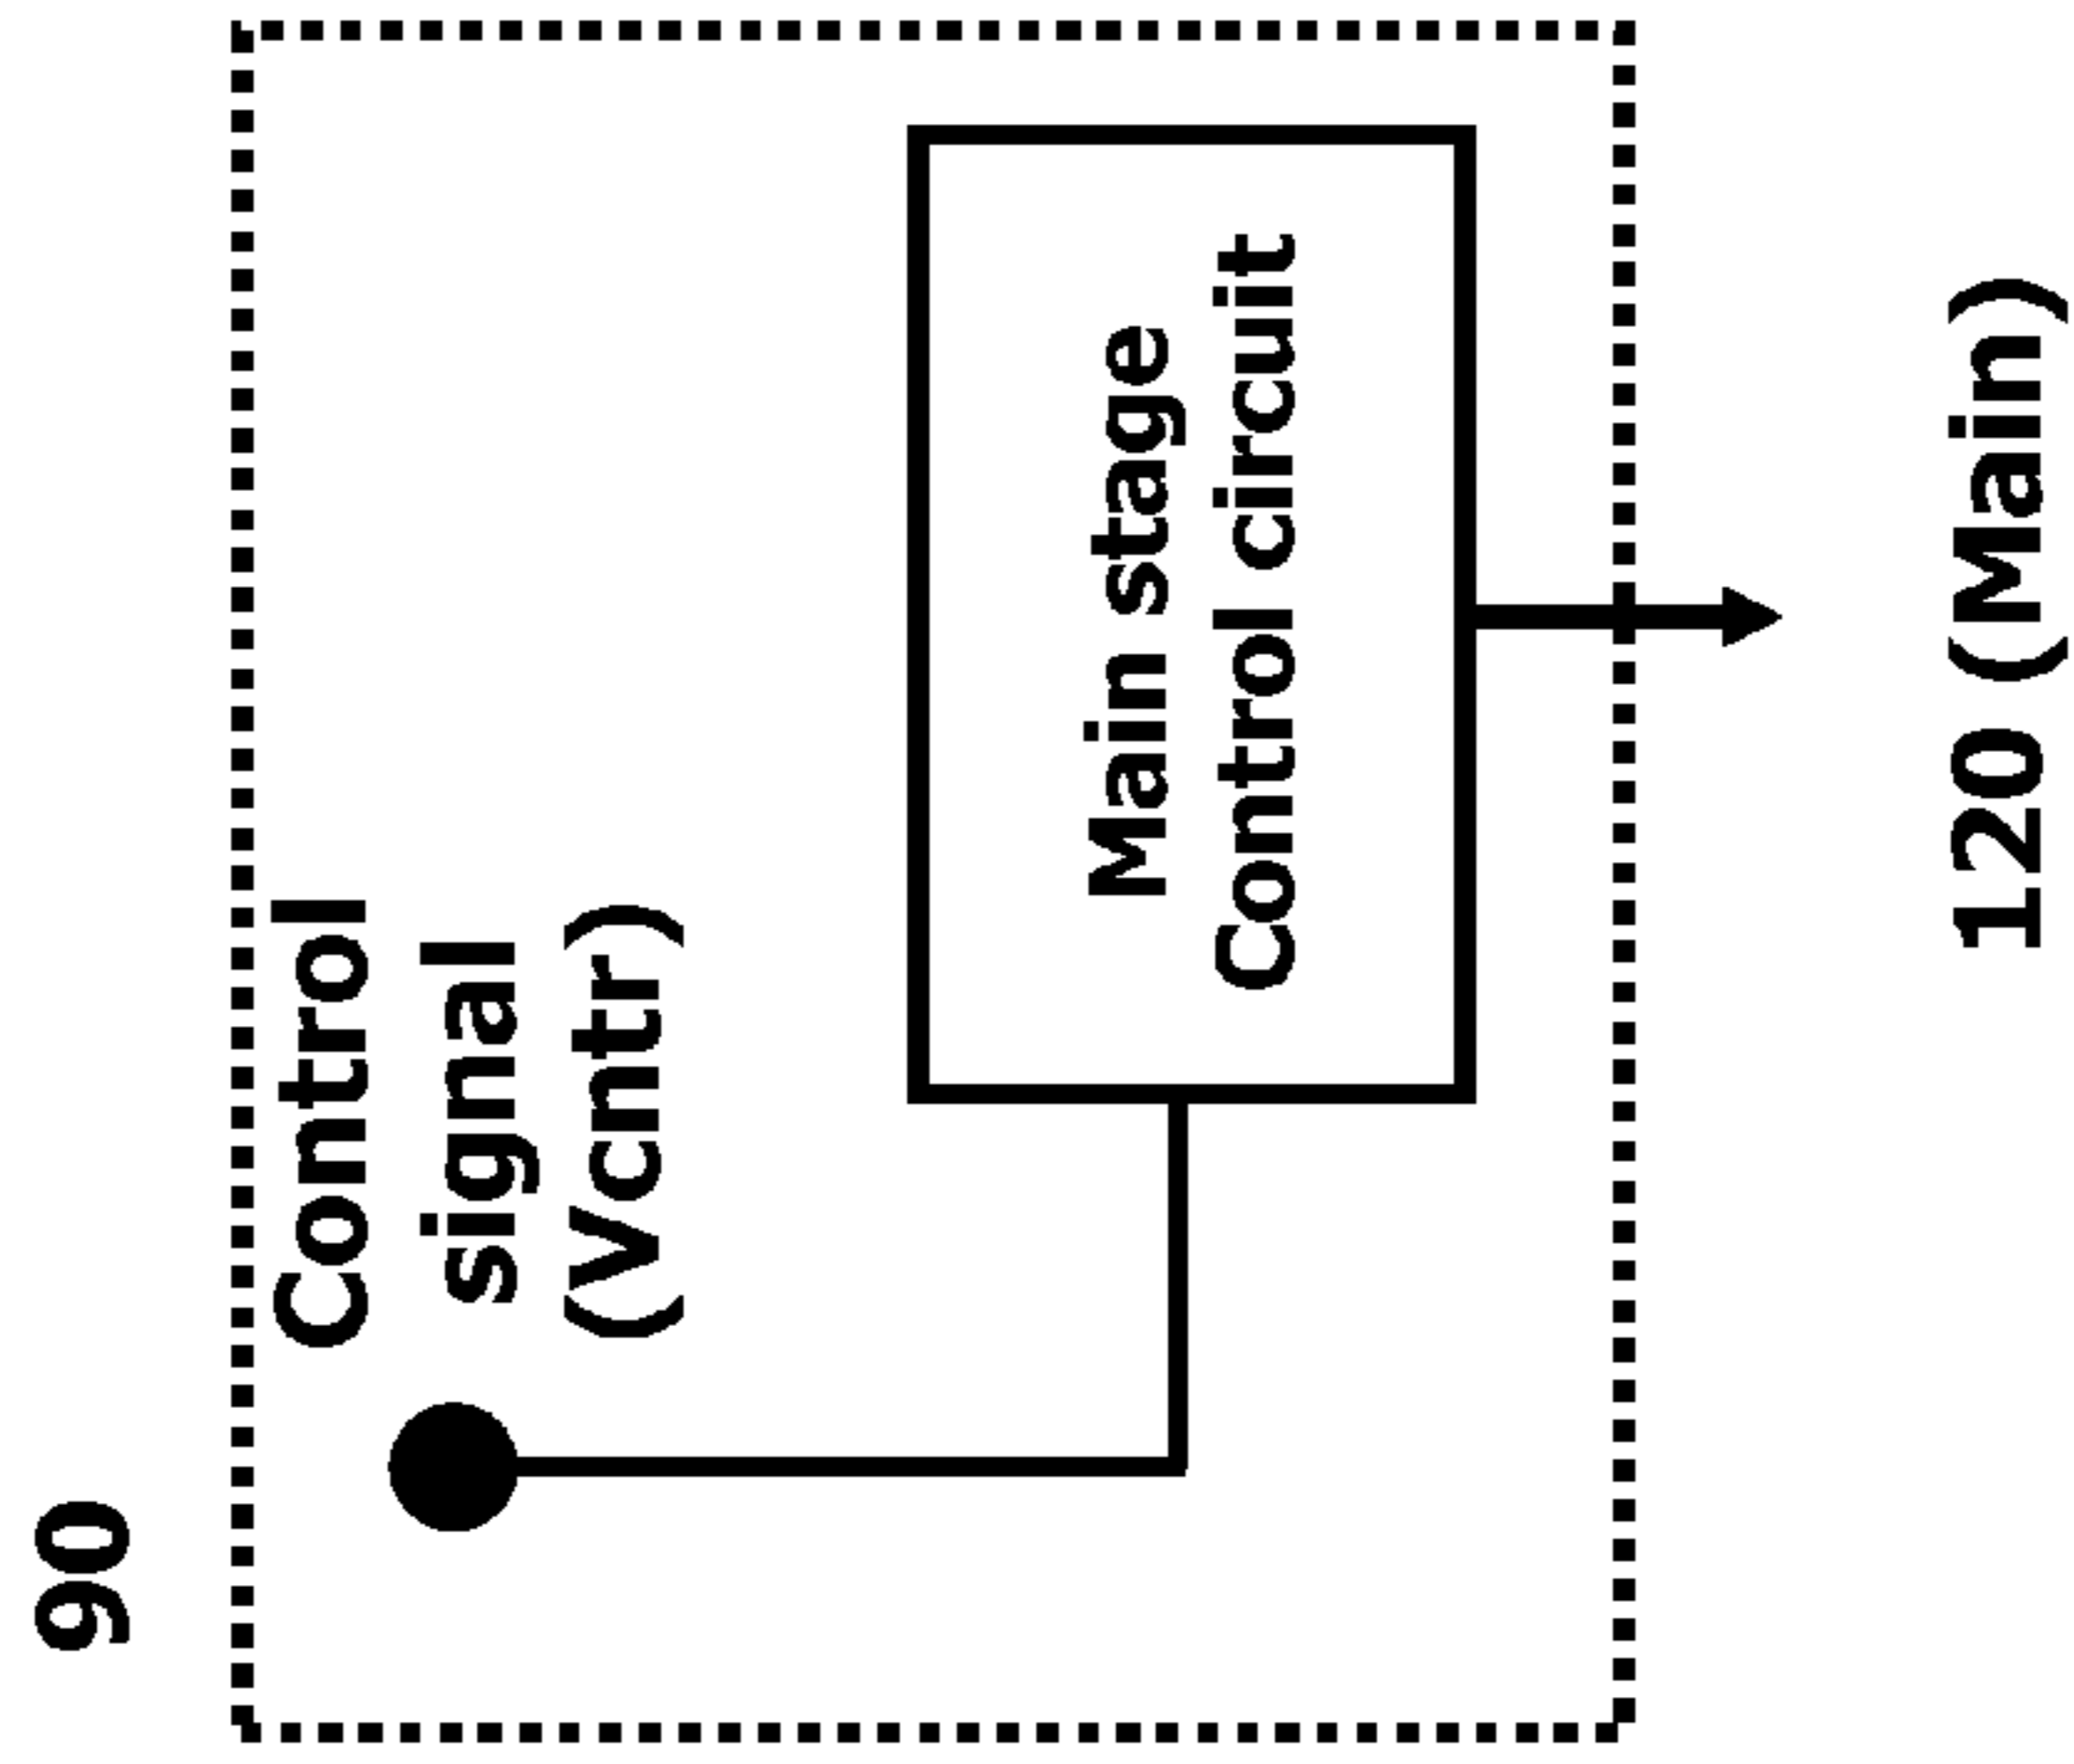 90
Control
signal
(Vcntr)
Main stage
Control circuit
120 (Main)